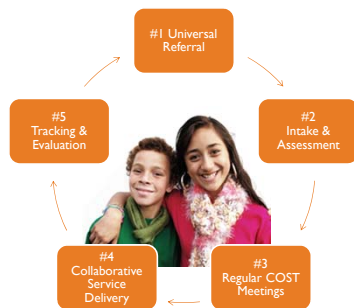 #1 Universal
Referral
#2
Intake &
Assessment
#3
Regular COST
Meetings
#4
Collaborative
Service
Delivery
#5
Tracking &
Evaluation